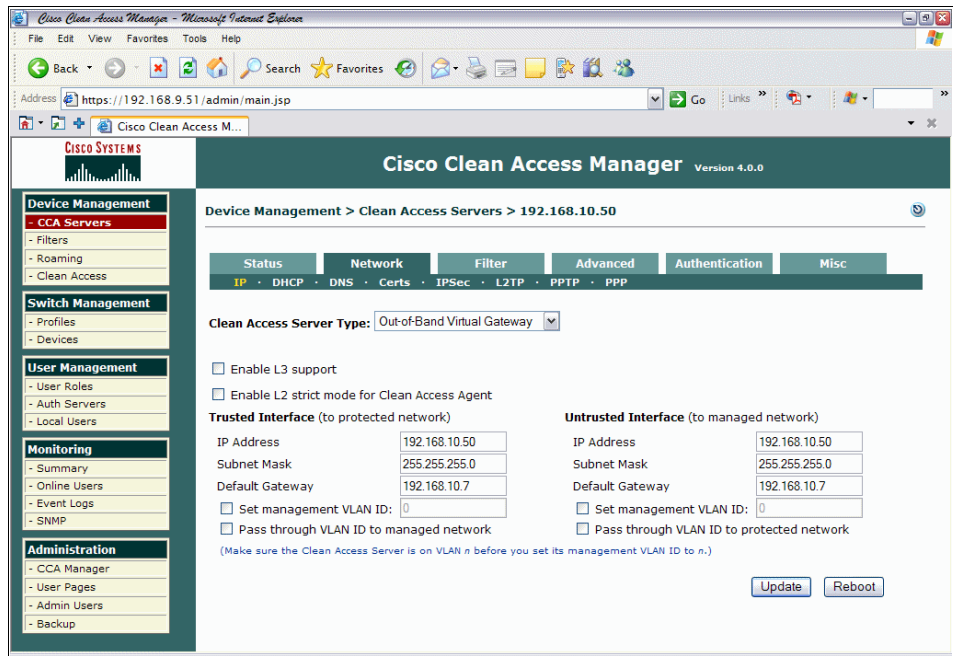 Cisco Clean Access Manager - Microsoft Internet Explorer
File Edit View Favorites Tools Help
Back Search Favorites
Address https://192.168.9.51/admin/main.jsp Go Links »
Cisco Clean Access M...
CISCO SYSTEMS
Cisco Clean Access Manager Version 4.0.0
Device Management
- CCA Servers
- Filters
- Roaming
- Clean Access
Switch Management
- Profiles
- Devices
User Management
- User Roles
- Auth Servers
- Local Users
Monitoring
- Summary
- Online Users
- Event Logs
- SNMP
Administration
- CCA Manager
- User Pages
- Admin Users
- Backup
Device Management > Clean Access Servers > 192.168.10.50
Status Network Filter Advanced Authentication Misc
IP · DHCP · DNS · Certs · IPSec · L2TP · PPTP · PPP
Clean Access Server Type: Out-of-Band Virtual Gateway
Enable L3 support
Enable L2 strict mode for Clean Access Agent
Trusted Interface (to protected network)
IP Address 192.168.10.50
Subnet Mask 255.255.255.0
Default Gateway 192.168.10.7
Set management VLAN ID: 0
Pass through VLAN ID to managed network
Untrusted Interface (to managed network)
IP Address 192.168.10.50
Subnet Mask 255.255.255.0
Default Gateway 192.168.10.7
Set management VLAN ID: 0
Pass through VLAN ID to protected network
(Make sure the Clean Access Server is on VLAN n before you set its management VLAN ID to n.)
Update Reboot